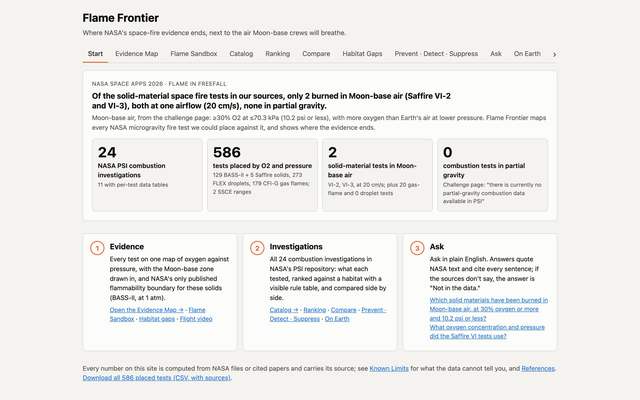 Flame Frontier
Where NASA's space-fire evidence ends, next to the air Moon-base crews will breathe.
Start Evidence Map Flame Sandbox Catalog Ranking Compare Habitat Gaps Prevent · Detect · Suppress Ask On Earth ›
NASA SPACE APPS 2026 · FLAME IN FREEFALL
Of the solid-material space fire tests in our sources, only 2 burned in Moon-base air (Saffire VI-2
and VI-3), both at one airflow (20 cm/s), none in partial gravity.
Moon-base air, from the challenge page: ≥30% O2 at ≤70.3 kPa (10.2 psi or less), with more oxygen than Earth's air at lower pressure. Flame Frontier maps
every NASA microgravity fire test we could place against it, and shows where the evidence ends.
24
NASA PSI combustion
investigations
11 with per-test data tables
586
tests placed by O2 and pressure
129 BASS-II + 5 Saffire solids, 273
FLEX droplets, 179 CFI-G gas flames;
2 SSCE ranges
2
solid-material tests in Moon-
base air
VI-2, VI-3, at 20 cm/s; plus 20 gas-
flame and 0 droplet tests
0
combustion tests in partial
gravity
Challenge page: "there is currently no
partial-gravity combustion data
available in PSI"
1
Evidence
Every test on one map of oxygen against
pressure, with the Moon-base zone
drawn in, and NASA's only published
flammability boundary for these solids
(BASS-II, at 1 atm).
Open the Evidence Map → · Flame
Sandbox · Habitat gaps · Flight video
2
Investigations
All 24 combustion investigations in
NASA's PSI repository: what each
tested, ranked against a habitat with a
visible rule table, and compared side by
side.
Catalog → · Ranking · Compare · Prevent ·
Detect · Suppress · On Earth
3
Ask
Ask in plain English. Answers quote
NASA text and cite every sentence; if
the sources don't say, the answer is
"Not in the data."
Which solid materials have been burned in
Moon-base air, at 30% oxygen or more
and 10.2 psi or less?
What oxygen concentration and pressure
did the Saffire VI tests use?
Every number on this site is computed from NASA files or cited papers and carries its source; see Known Limits for what the data cannot tell you, and References.
Download all 586 placed tests (CSV, with sources).